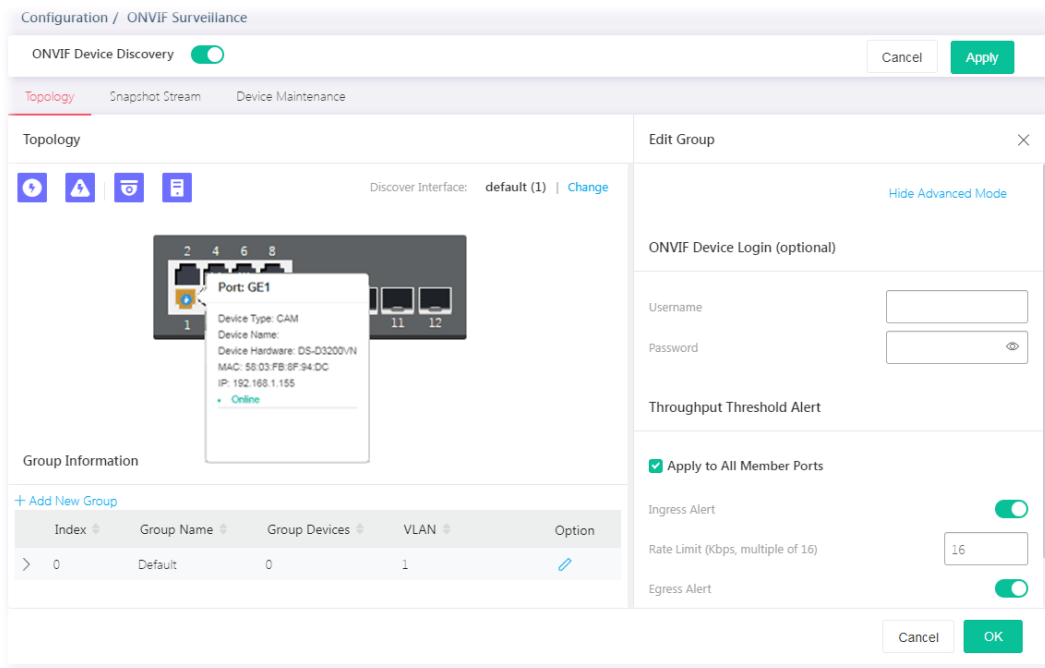 Configuration / ONVIF Surveillance
ONVIF Device Discovery
Cancel
Apply
Topology
Snapshot Stream
Device Maintenance
Topology
Discover Interface: default (1) | Change
2 4 6 8
1
11 12
Port: GE1
Device Type: CAM
Device Name:
Device Hardware: DS-D3200VN
MAC: 58:03:FB:8F:94:DC
IP: 192.168.1.155
Online
Group Information
+ Add New Group
Index Group Name Group Devices VLAN Option
0 Default 0 1
Edit Group
Hide Advanced Mode
ONVIF Device Login (optional)
Username
Password
Throughput Threshold Alert
Apply to All Member Ports
Ingress Alert
Rate Limit (Kbps, multiple of 16) 16
Egress Alert
Cancel
OK